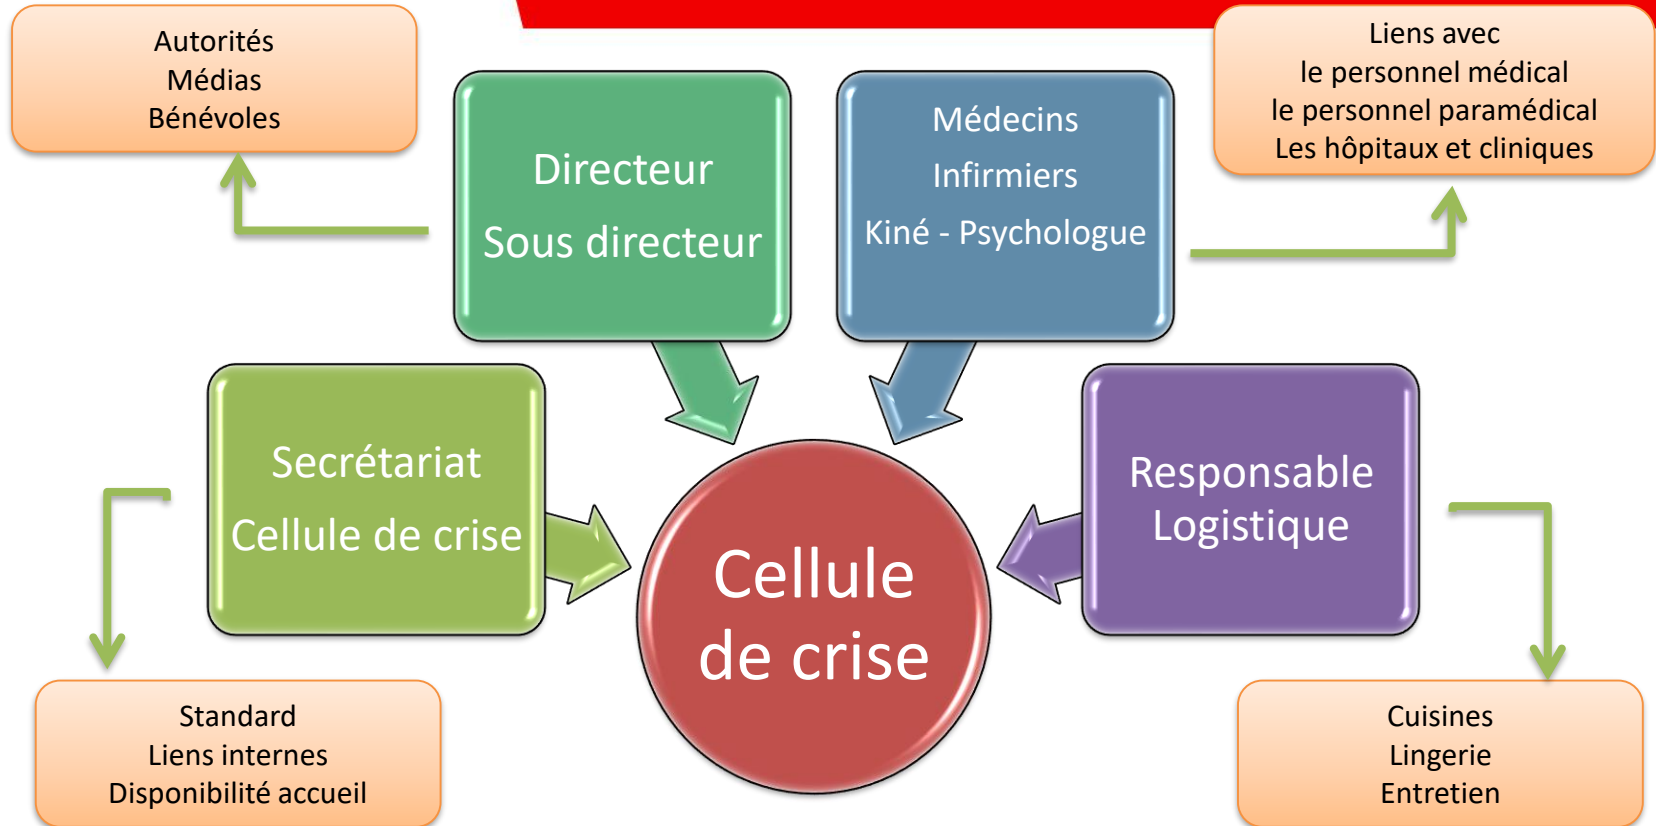 Autorités
Médias
Bénévoles
Directeur
Sous directeur
Médecins
Infirmiers
Kiné - Psychologue
Liens avec
le personnel médical
le personnel paramédical
Les hôpitaux et cliniques
Secrétariat
Cellule de crise
Cellule
de crise
Responsable
Logistique
Standard
Liens internes
Disponibilité accueil
Cuisines
Lingerie
Entretien